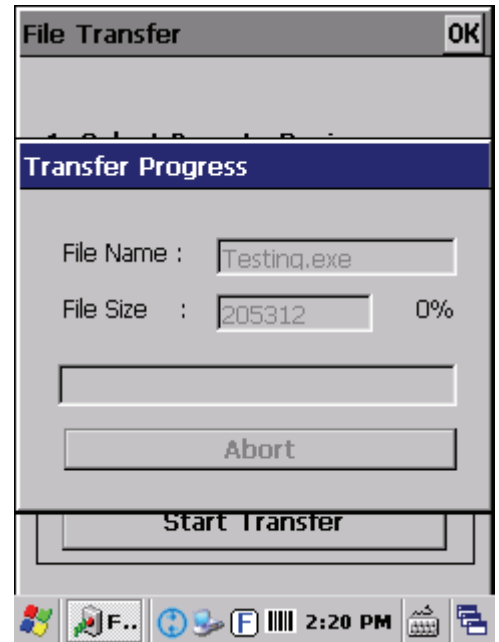 File Transfer OK
Transfer Progress
File Name : Testing.exe
File Size : 205312 0%
Abort
Start Transfer
F.. F 2:20 PM